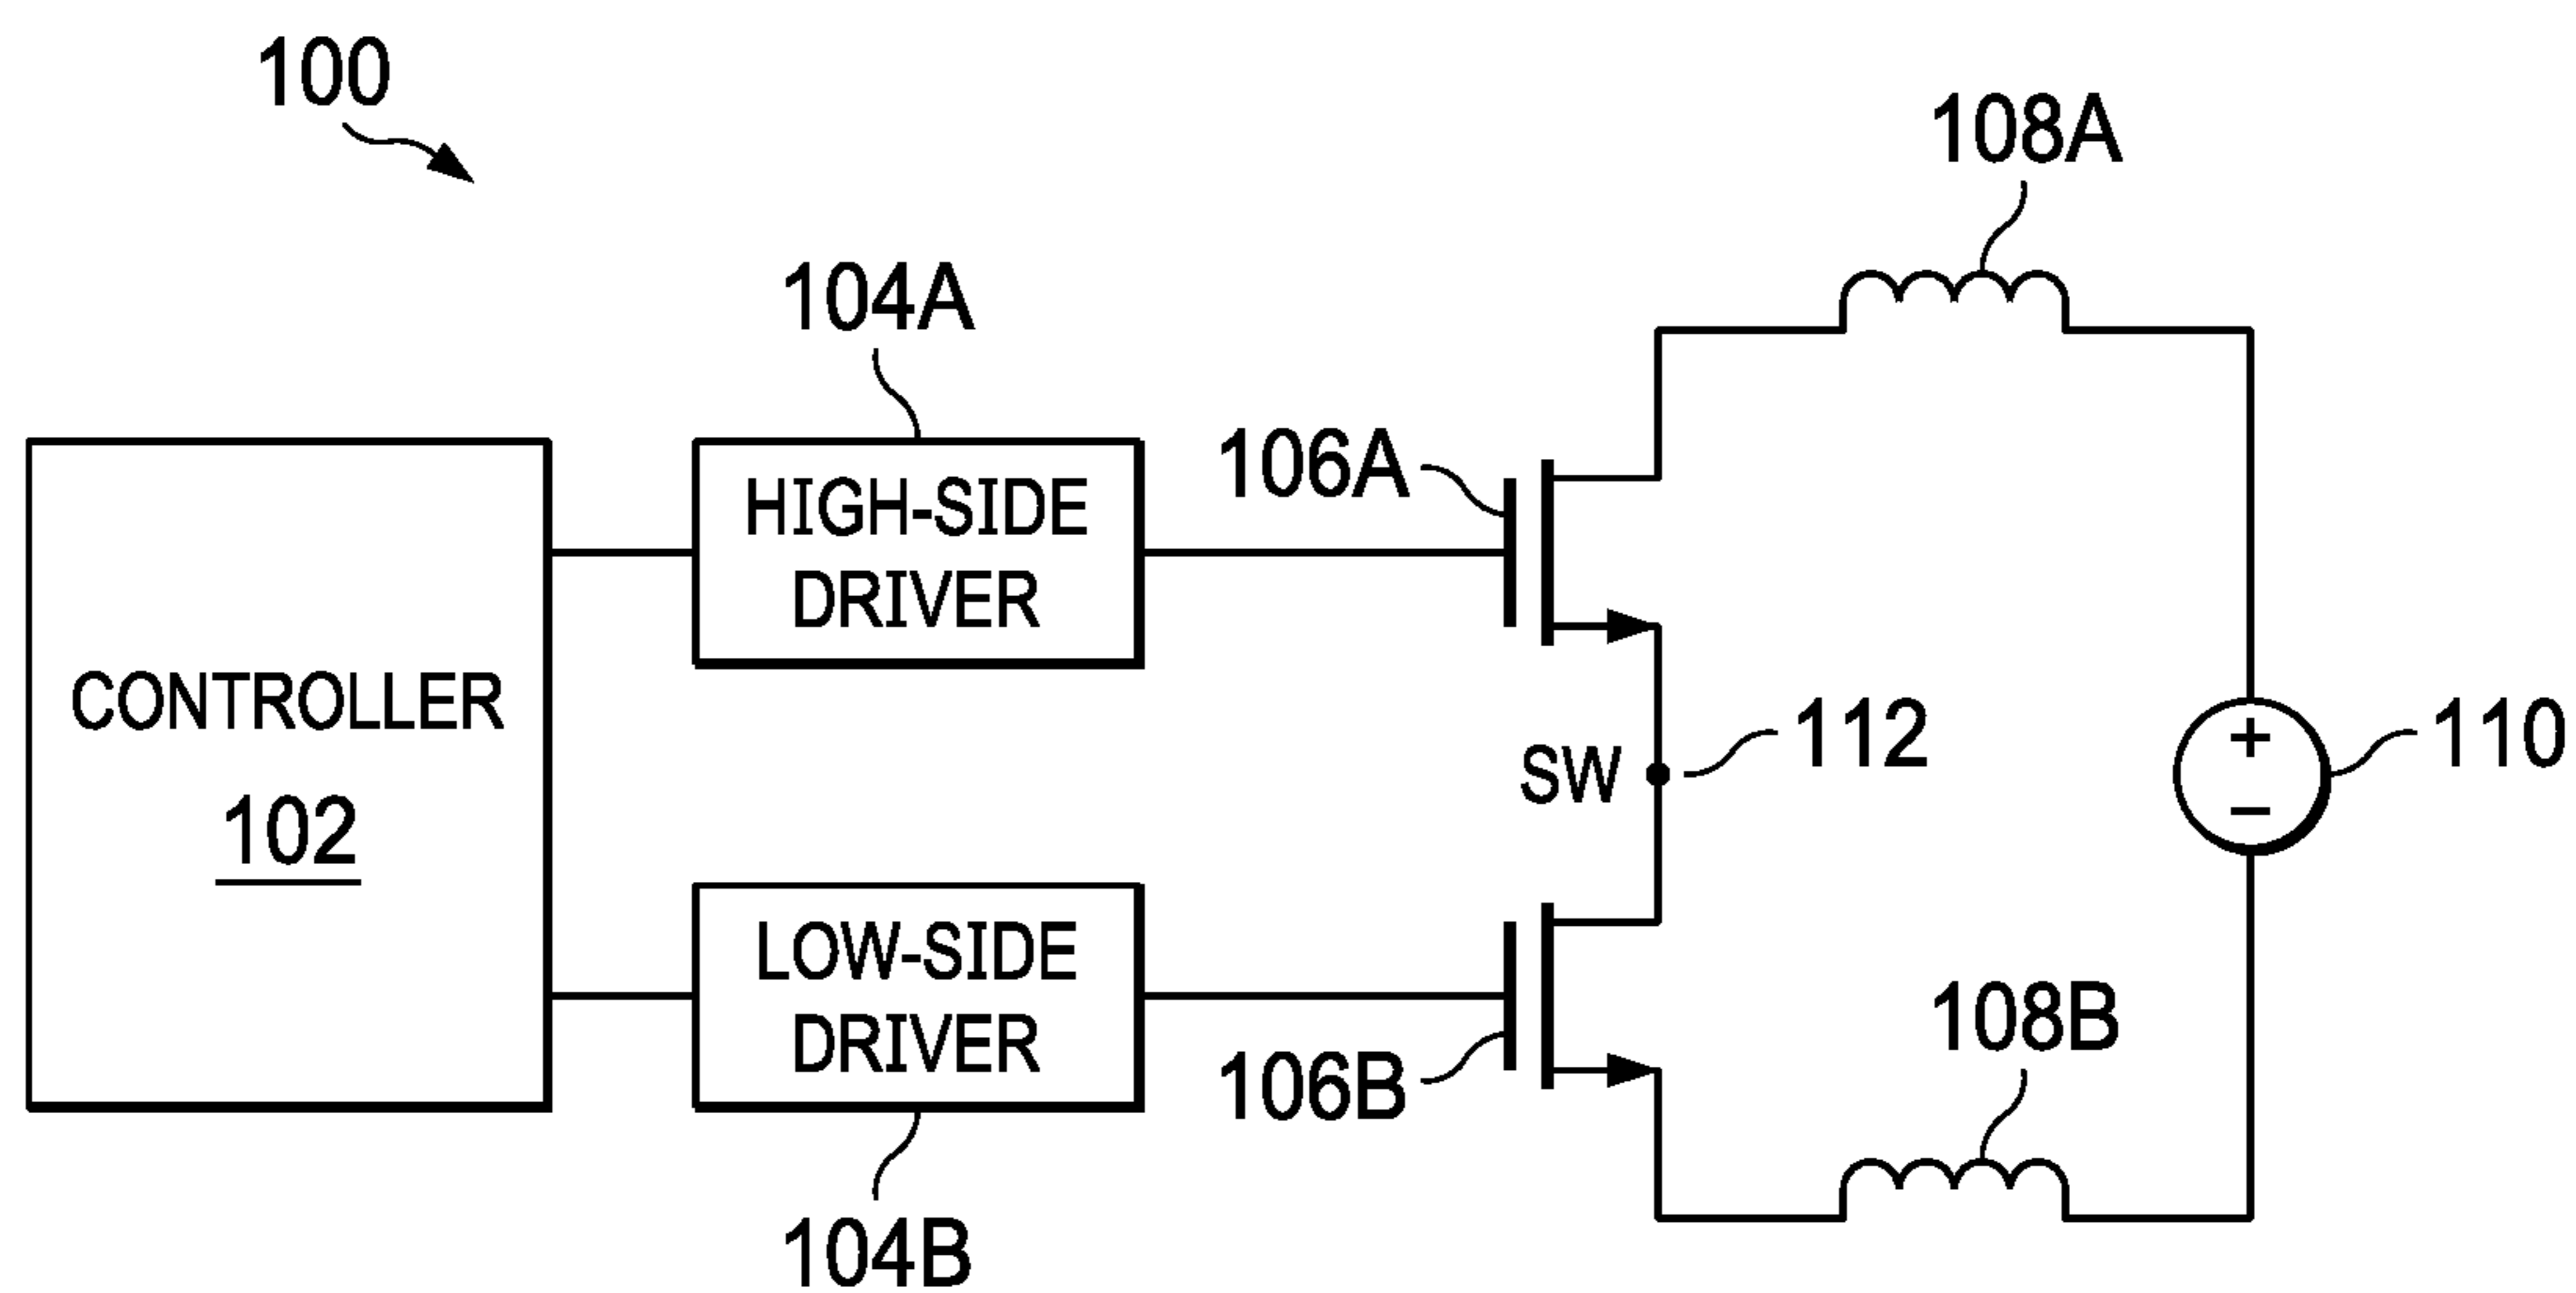 100
108A
104A
HIGH-SIDE
DRIVER
106A
CONTROLLER
102
SW
112
+
−
110
LOW-SIDE
DRIVER
106B
108B
104B